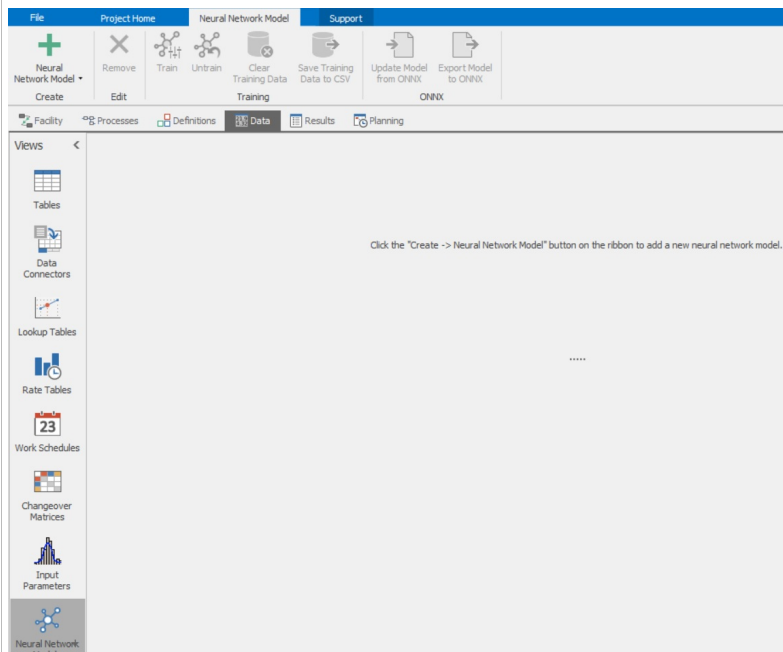 File Project Home Neural Network Model Support
Neural
Network Model
Remove
Train
Untrain
Clear
Training Data
Save Training
Data to CSV
Update Model
from ONNX
Export Model
to ONNX
Create Edit Training ONNX
Facility Processes Definitions Data Results Planning
Views
Tables
Data
Connectors
Lookup Tables
Rate Tables
23
Work Schedules
Changeover
Matrices
Input
Parameters
Neural Network
Click the "Create -> Neural Network Model" button on the ribbon to add a new neural network model.
.....